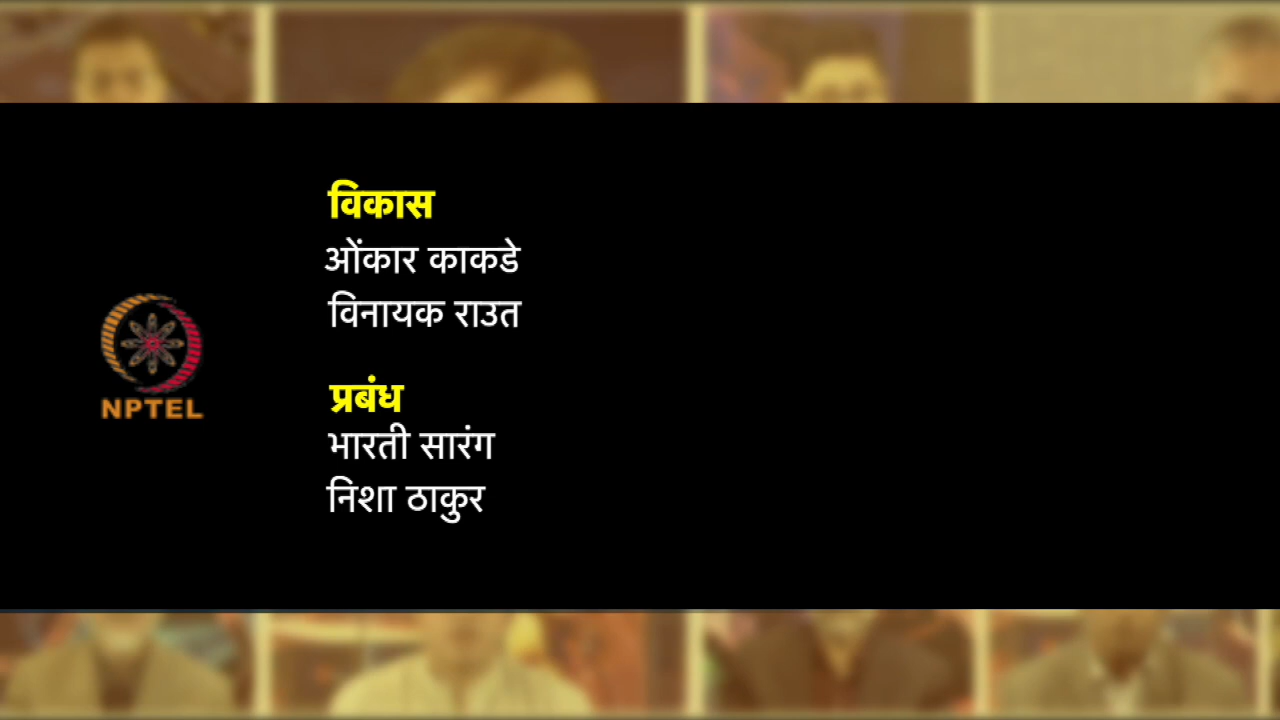 विकास
ओंकार काकडे
विनायक राउत
NPTEL
प्रबंध
भारती सारंग
निशा ठाकुर